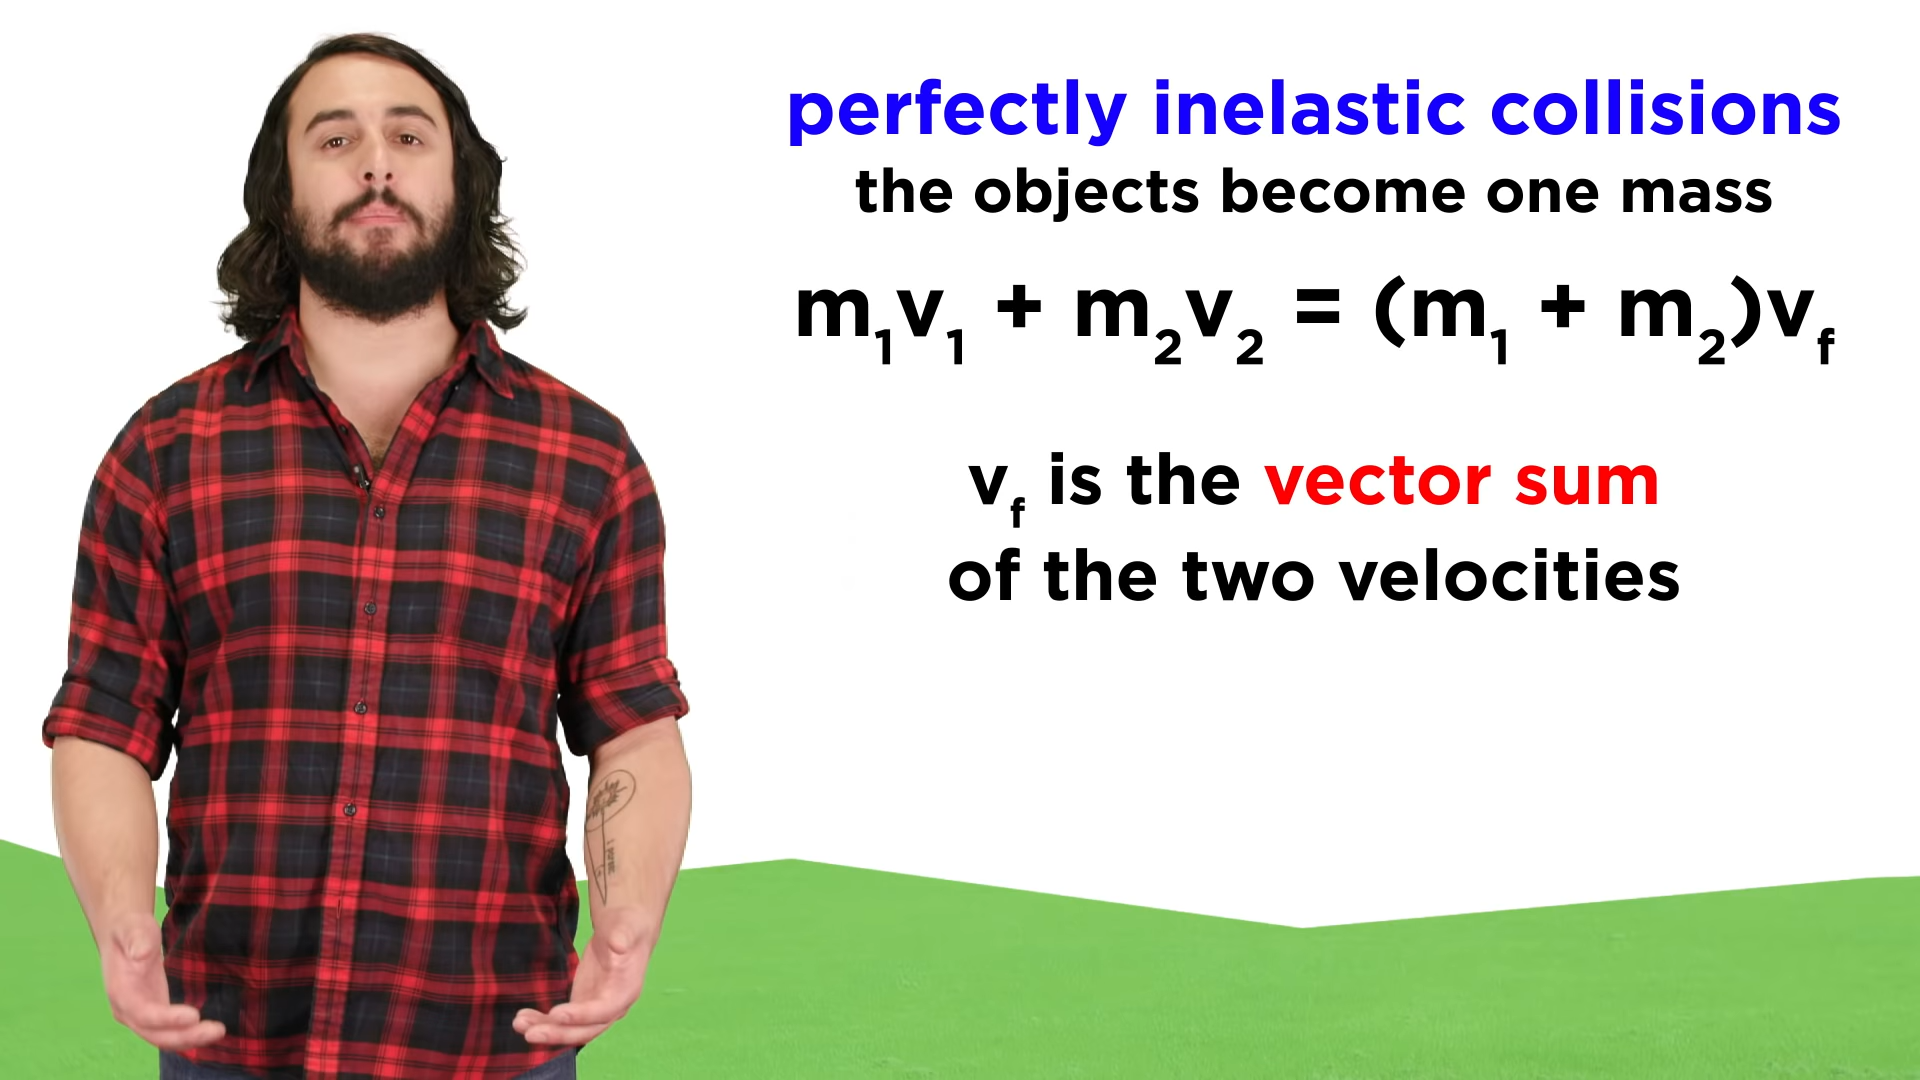 perfectly inelastic collisions
the objects become one mass
m₁v₁ + m₂v₂ = (m₁ + m₂)v_f
v_f is the vector sum
of the two velocities